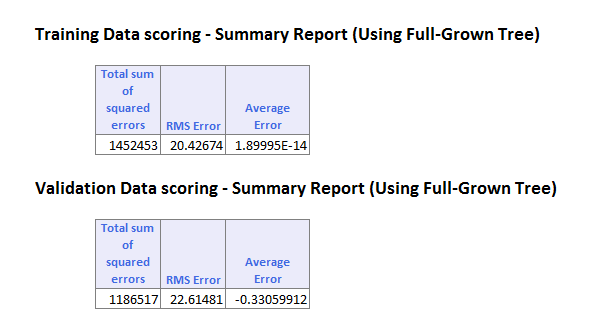 Training Data scoring - Summary Report (Using Full-Grown Tree)
Total sum
of
squared Average
errors RMS Error Error
1452453 20.42674 1.89995E-14
Validation Data scoring - Summary Report (Using Full-Grown Tree)
Total sum
of
squared Average
errors RMS Error Error
1186517 22.61481 -0.33059912